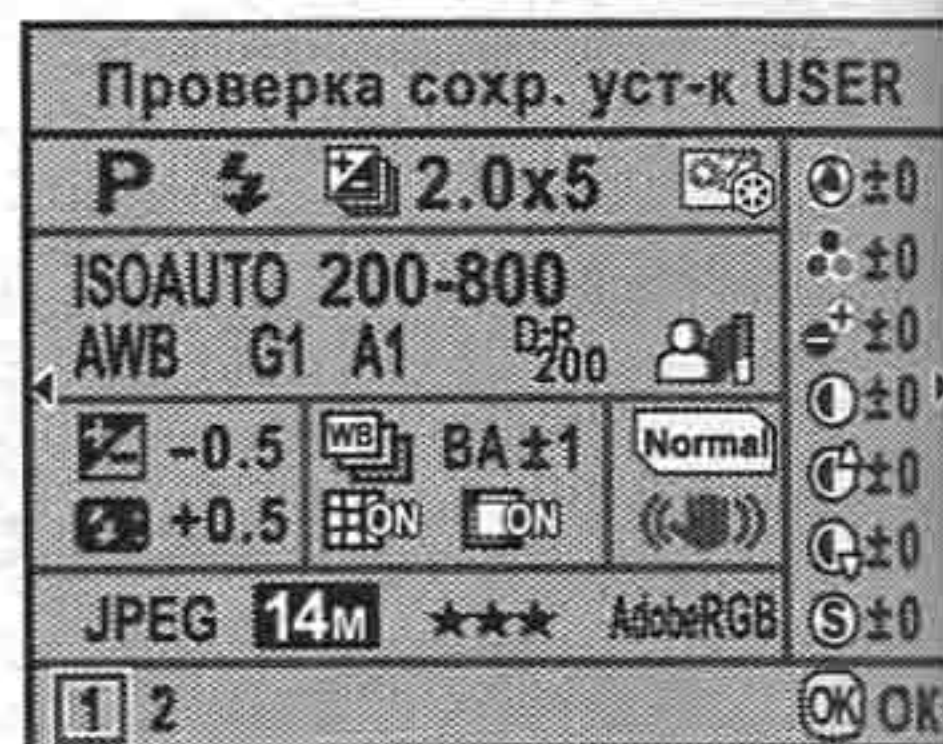 Проверка сохр. уст-к USER
P 2.0x5 ±0
±0
ISOAUTO 200-800
±0
AWB G1 A1 D-R 200
±0
-0.5 WB BA±1 Normal
±0
+0.5 ON ON
±0
JPEG 14M ★★★ AdobeRGB S ±0
1 2 OK OK